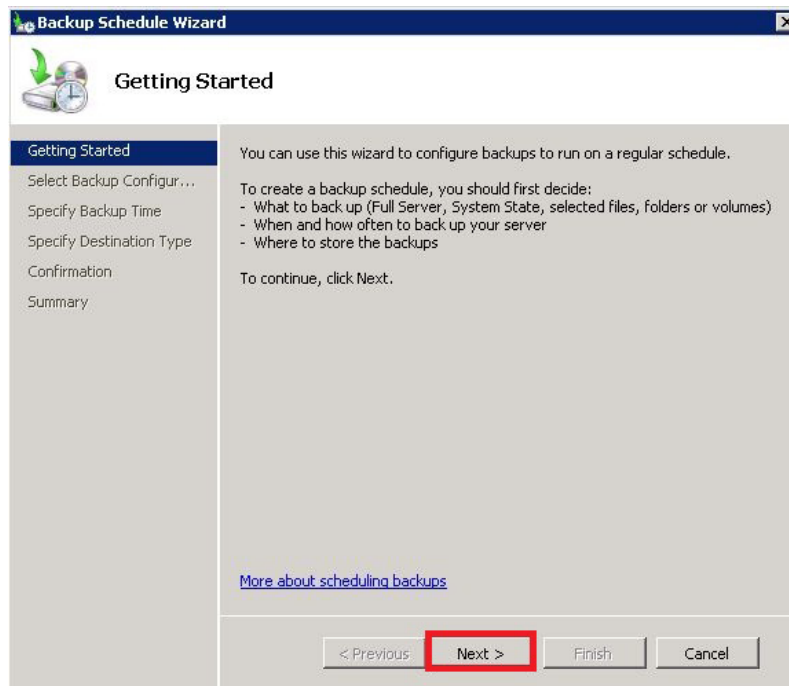 Backup Schedule Wizard
Getting Started
Getting Started
Select Backup Configur...
Specify Backup Time
Specify Destination Type
Confirmation
Summary
You can use this wizard to configure backups to run on a regular schedule.
To create a backup schedule, you should first decide:
- What to back up (Full Server, System State, selected files, folders or volumes)
- When and how often to back up your server
- Where to store the backups
To continue, click Next.
More about scheduling backups
< Previous
Next >
Finish
Cancel